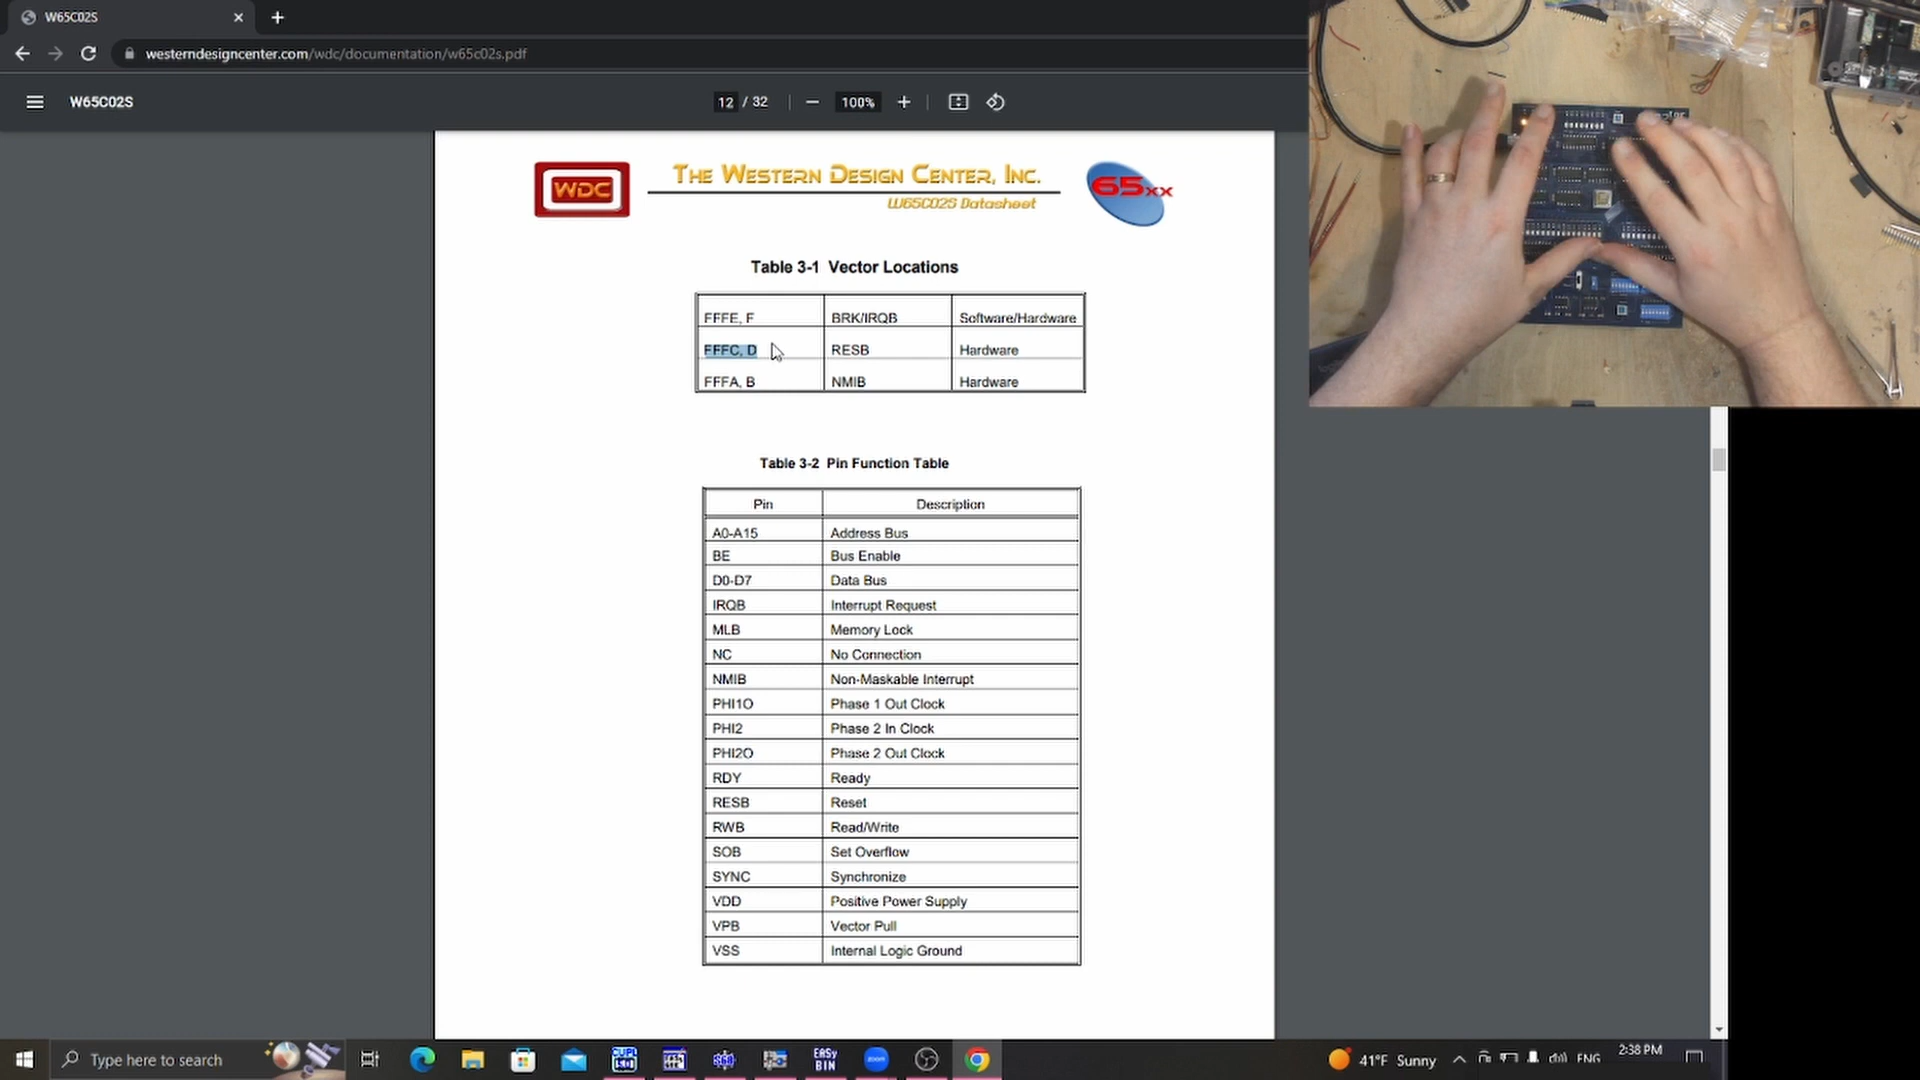 W65C02S
westerndesigncenter.com/wdc/documentation/w65c02s.pdf
W65C02S
12 / 32
100%
WDC
THE WESTERN DESIGN CENTER, INC.
W65C02S Datasheet
65xx
Table 3-1 Vector Locations
FFFE, F BRK/IRQB Software/Hardware
FFFC, D RESB Hardware
FFFA, B NMIB Hardware
Table 3-2 Pin Function Table
Pin Description
A0-A15 Address Bus
BE Bus Enable
D0-D7 Data Bus
IRQB Interrupt Request
MLB Memory Lock
NC No Connection
NMIB Non-Maskable Interrupt
PHI1O Phase 1 Out Clock
PHI2 Phase 2 In Clock
PHI2O Phase 2 Out Clock
RDY Ready
RESB Reset
RWB Read/Write
SOB Set Overflow
SYNC Synchronize
VDD Positive Power Supply
VPB Vector Pull
VSS Internal Logic Ground
Type here to search
CUPL
EASy
BIN
zoom
41°F Sunny
ENG
2:38 PM